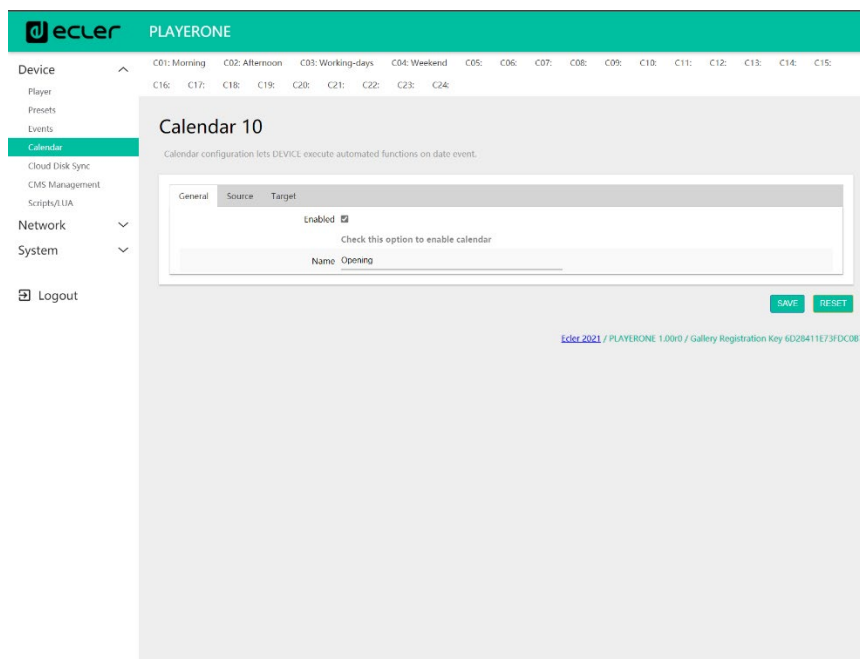 ecler PLAYERONE
Device
Player
Presets
Events
Calendar
Cloud Disk Sync
CMS Management
Scripts/LUA
Network
System
Logout
C01: Morning C02: Afternoon C03: Working-days C04: Weekend C05: C06: C07: C08: C09: C10: C11: C12: C13: C14: C15:
C16: C17: C18: C19: C20: C21: C22: C23: C24:
Calendar 10
Calendar configuration lets DEVICE execute automated functions on date event.
General Source Target
Enabled
Check this option to enable calendar
Name Opening
SAVE RESET
Ecler 2021 / PLAYERONE 1.00r0 / Gallery Registration Key